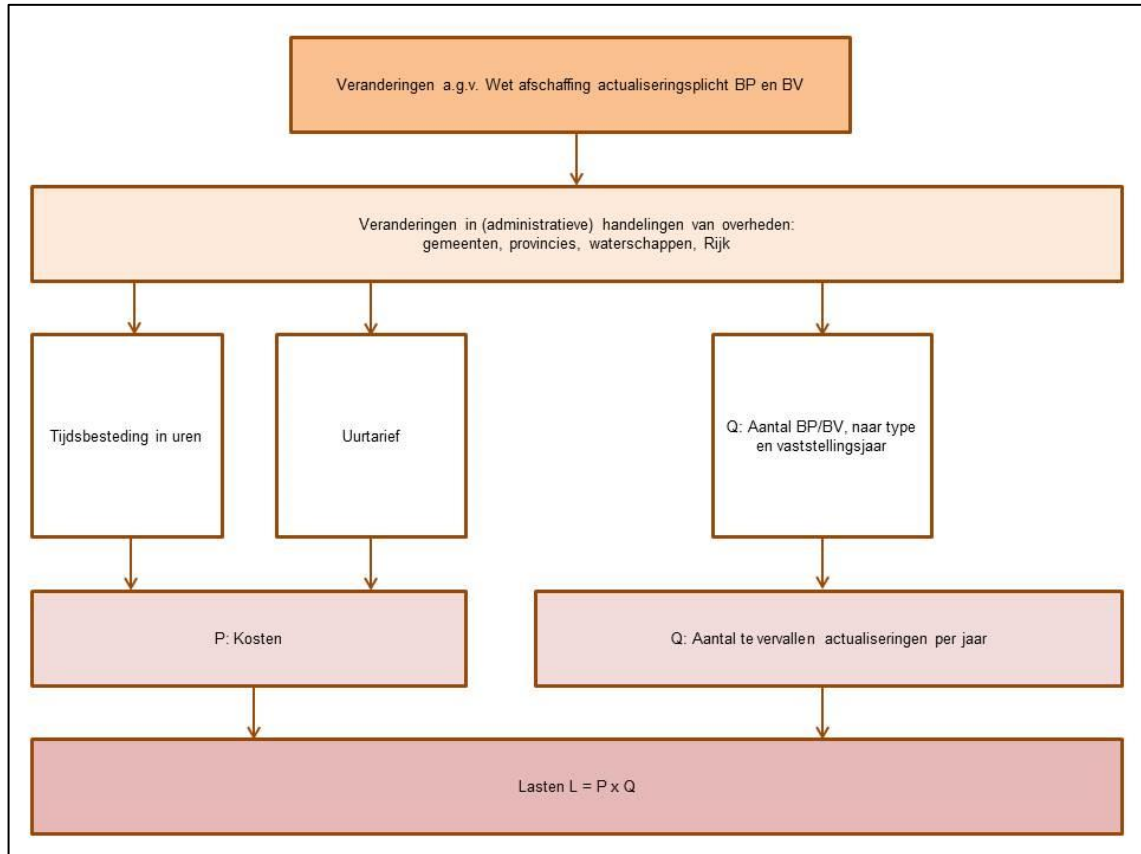 Veranderingen a.g.v. Wet afschaffing actualiseringsplicht BP en BV
Veranderingen in (administratieve) handelingen van overheden:
gemeenten, provincies, waterschappen, Rijk
Tijdsbesteding in uren
Uurtarief
Q: Aantal BP/BV, naar type
en vaststellingsjaar
P: Kosten
Q: Aantal te vervallen actualiseringen per jaar
Lasten L = P x Q